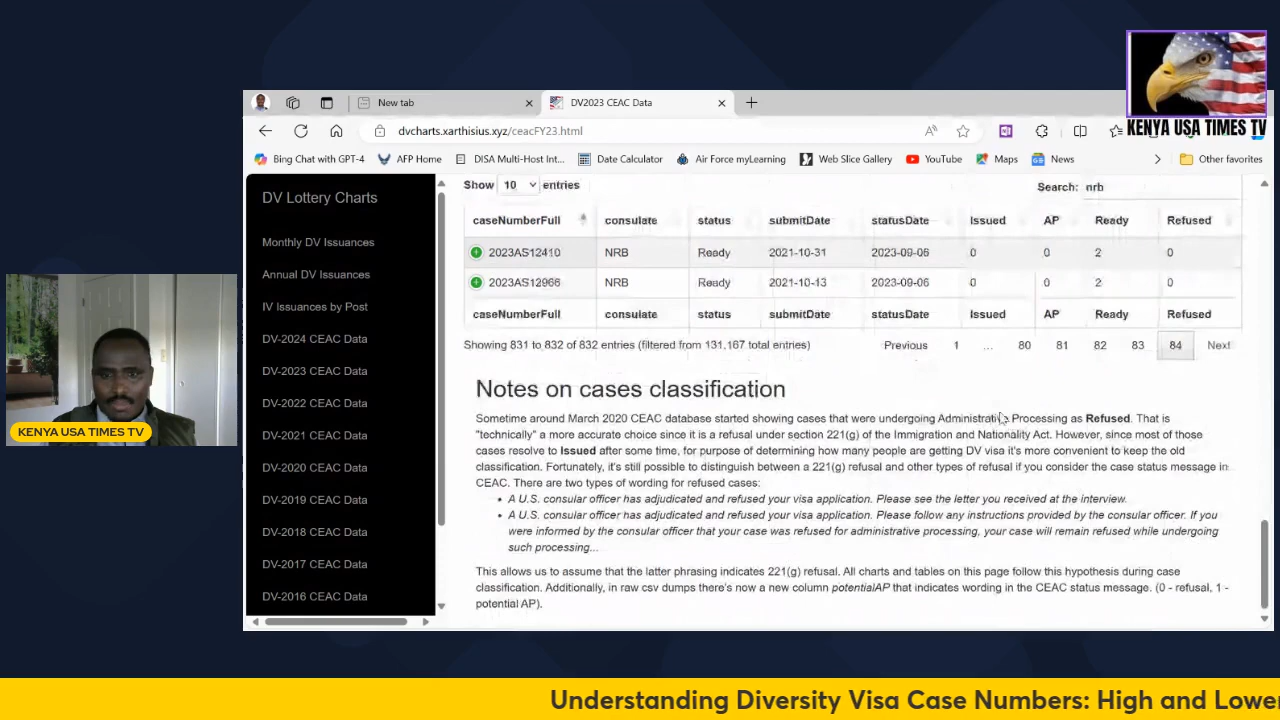 KENYA USA TIMES TV
New tab
DV2023 CEAC Data
dvcharts.xarthisius.xyz/ceacFY23.html
Bing Chat with GPT-4 AFP Home DISA Multi-Host Int... Date Calculator Air Force myLearning Web Slice Gallery YouTube Maps News Other favorites
DV Lottery Charts
Monthly DV Issuances
Annual DV Issuances
IV Issuances by Post
DV-2024 CEAC Data
DV-2023 CEAC Data
DV-2022 CEAC Data
DV-2021 CEAC Data
DV-2020 CEAC Data
DV-2019 CEAC Data
DV-2018 CEAC Data
DV-2017 CEAC Data
DV-2016 CEAC Data
Show 10 entries Search: nrb
caseNumberFull consulate status submitDate statusDate Issued AP Ready Refused
2023AS12410 NRB Ready 2021-10-31 2023-09-06 0 0 2 0
2023AS12966 NRB Ready 2021-10-13 2023-09-06 0 0 2 0
caseNumberFull consulate status submitDate statusDate Issued AP Ready Refused
Showing 831 to 832 of 832 entries (filtered from 131,167 total entries) Previous 1 ... 80 81 82 83 84 Next
Notes on cases classification
Sometime around March 2020 CEAC database started showing cases that were undergoing Administrative Processing as Refused. That is
"technically" a more accurate choice since it is a refusal under section 221(g) of the Immigration and Nationality Act. However, since most of those
cases resolve to Issued after some time, for purpose of determining how many people are getting DV visa it's more convenient to keep the old
classification. Fortunately, it's still possible to distinguish between a 221(g) refusal and other types of refusal if you consider the case status message in
CEAC. There are two types of wording for refused cases:
• A U.S. consular officer has adjudicated and refused your visa application. Please see the letter you received at the interview.
• A U.S. consular officer has adjudicated and refused your visa application. Please follow any instructions provided by the consular officer. If you
were informed by the consular officer that your case was refused for administrative processing, your case will remain refused while undergoing
such processing...
This allows us to assume that the latter phrasing indicates 221(g) refusal. All charts and tables on this page follow this hypothesis during case
classification. Additionally, in raw csv dumps there's now a new column potentialAP that indicates wording in the CEAC status message. (0 - refusal, 1 -
potential AP).
KENYA USA TIMES TV
Understanding Diversity Visa Case Numbers: High and Lower